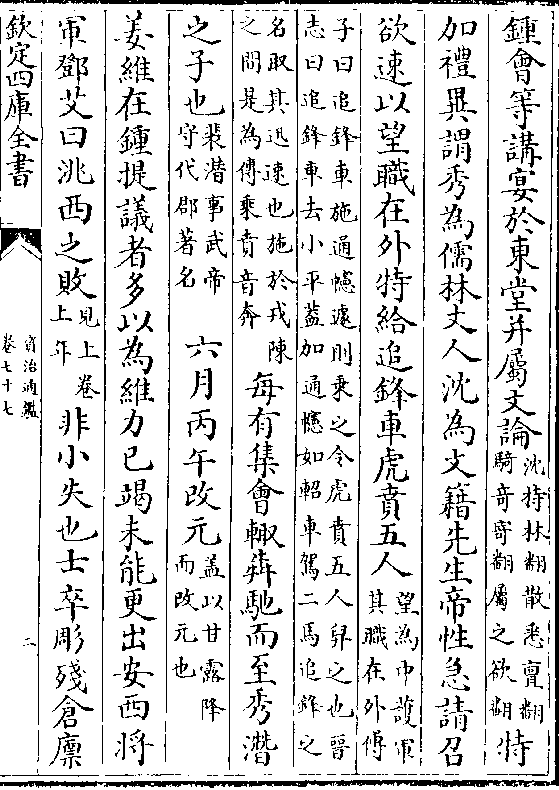 鍾會等講宴於東堂并屬文論沈持林翻散悉亶翻騎奇寄翻屬之欲翻特
加禮異謂秀為儒林丈人沈為文籍先生帝性急請召
欲速以望職在外特給追鋒車虎賁五人望為中護軍其職在外傅
子曰追鋒車施通幰遽則乘之令虎賁五人舁之也晉志曰追鋒車去小平蓋加通幰如軺車駕二馬追鋒之
名取其迅速也施於戎陳之間是為傳乘賁音奔每有集會輒犇馳而至秀潛
之子也裴潛事武帝守代郡著名六月丙午改元蓋以甘露降而改元也
姜維在鍾提議者多以為維力已竭未能更出安西將
軍鄧艾曰洮西之敗見上卷上年非小失也士卒彫殘倉廩
欽定四庫全書
資治通鑑
卷七十七
二